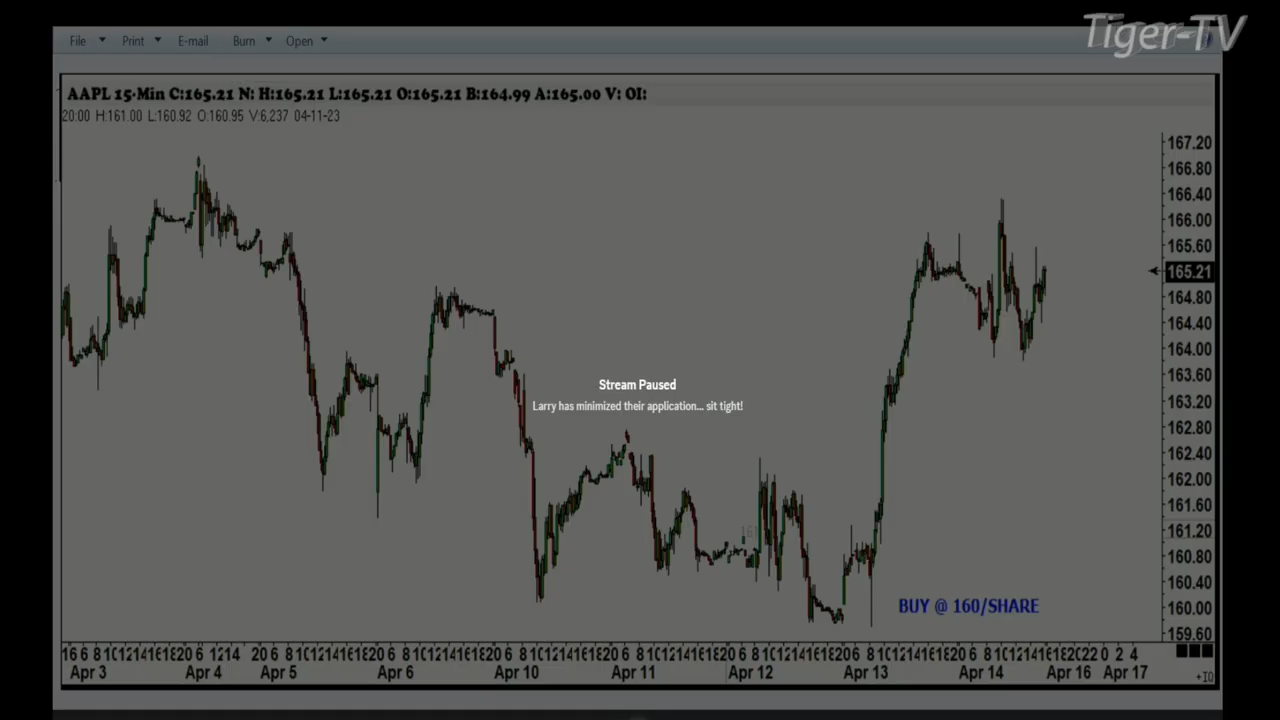 Tiger-TV
File Print E-mail Burn Open
AAPL 15-Min C:165.21 N: H:165.21 L:165.21 O:165.21 B:164.99 A:165.00 V: OI:
20:00 H:161.00 L:160.92 O:160.95 V:6,237 04-11-23
167.20
166.80
166.40
166.00
165.60
165.21
164.80
164.40
164.00
163.60
163.20
162.80
162.40
162.00
161.60
161.20
160.80
160.40
160.00
159.60
Stream Paused
Larry has minimized their application... sit tight!
BUY @ 160/SHARE
Apr 3 Apr 4 Apr 5 Apr 6 Apr 10 Apr 11 Apr 12 Apr 13 Apr 14 Apr 16 Apr 17
+IQ